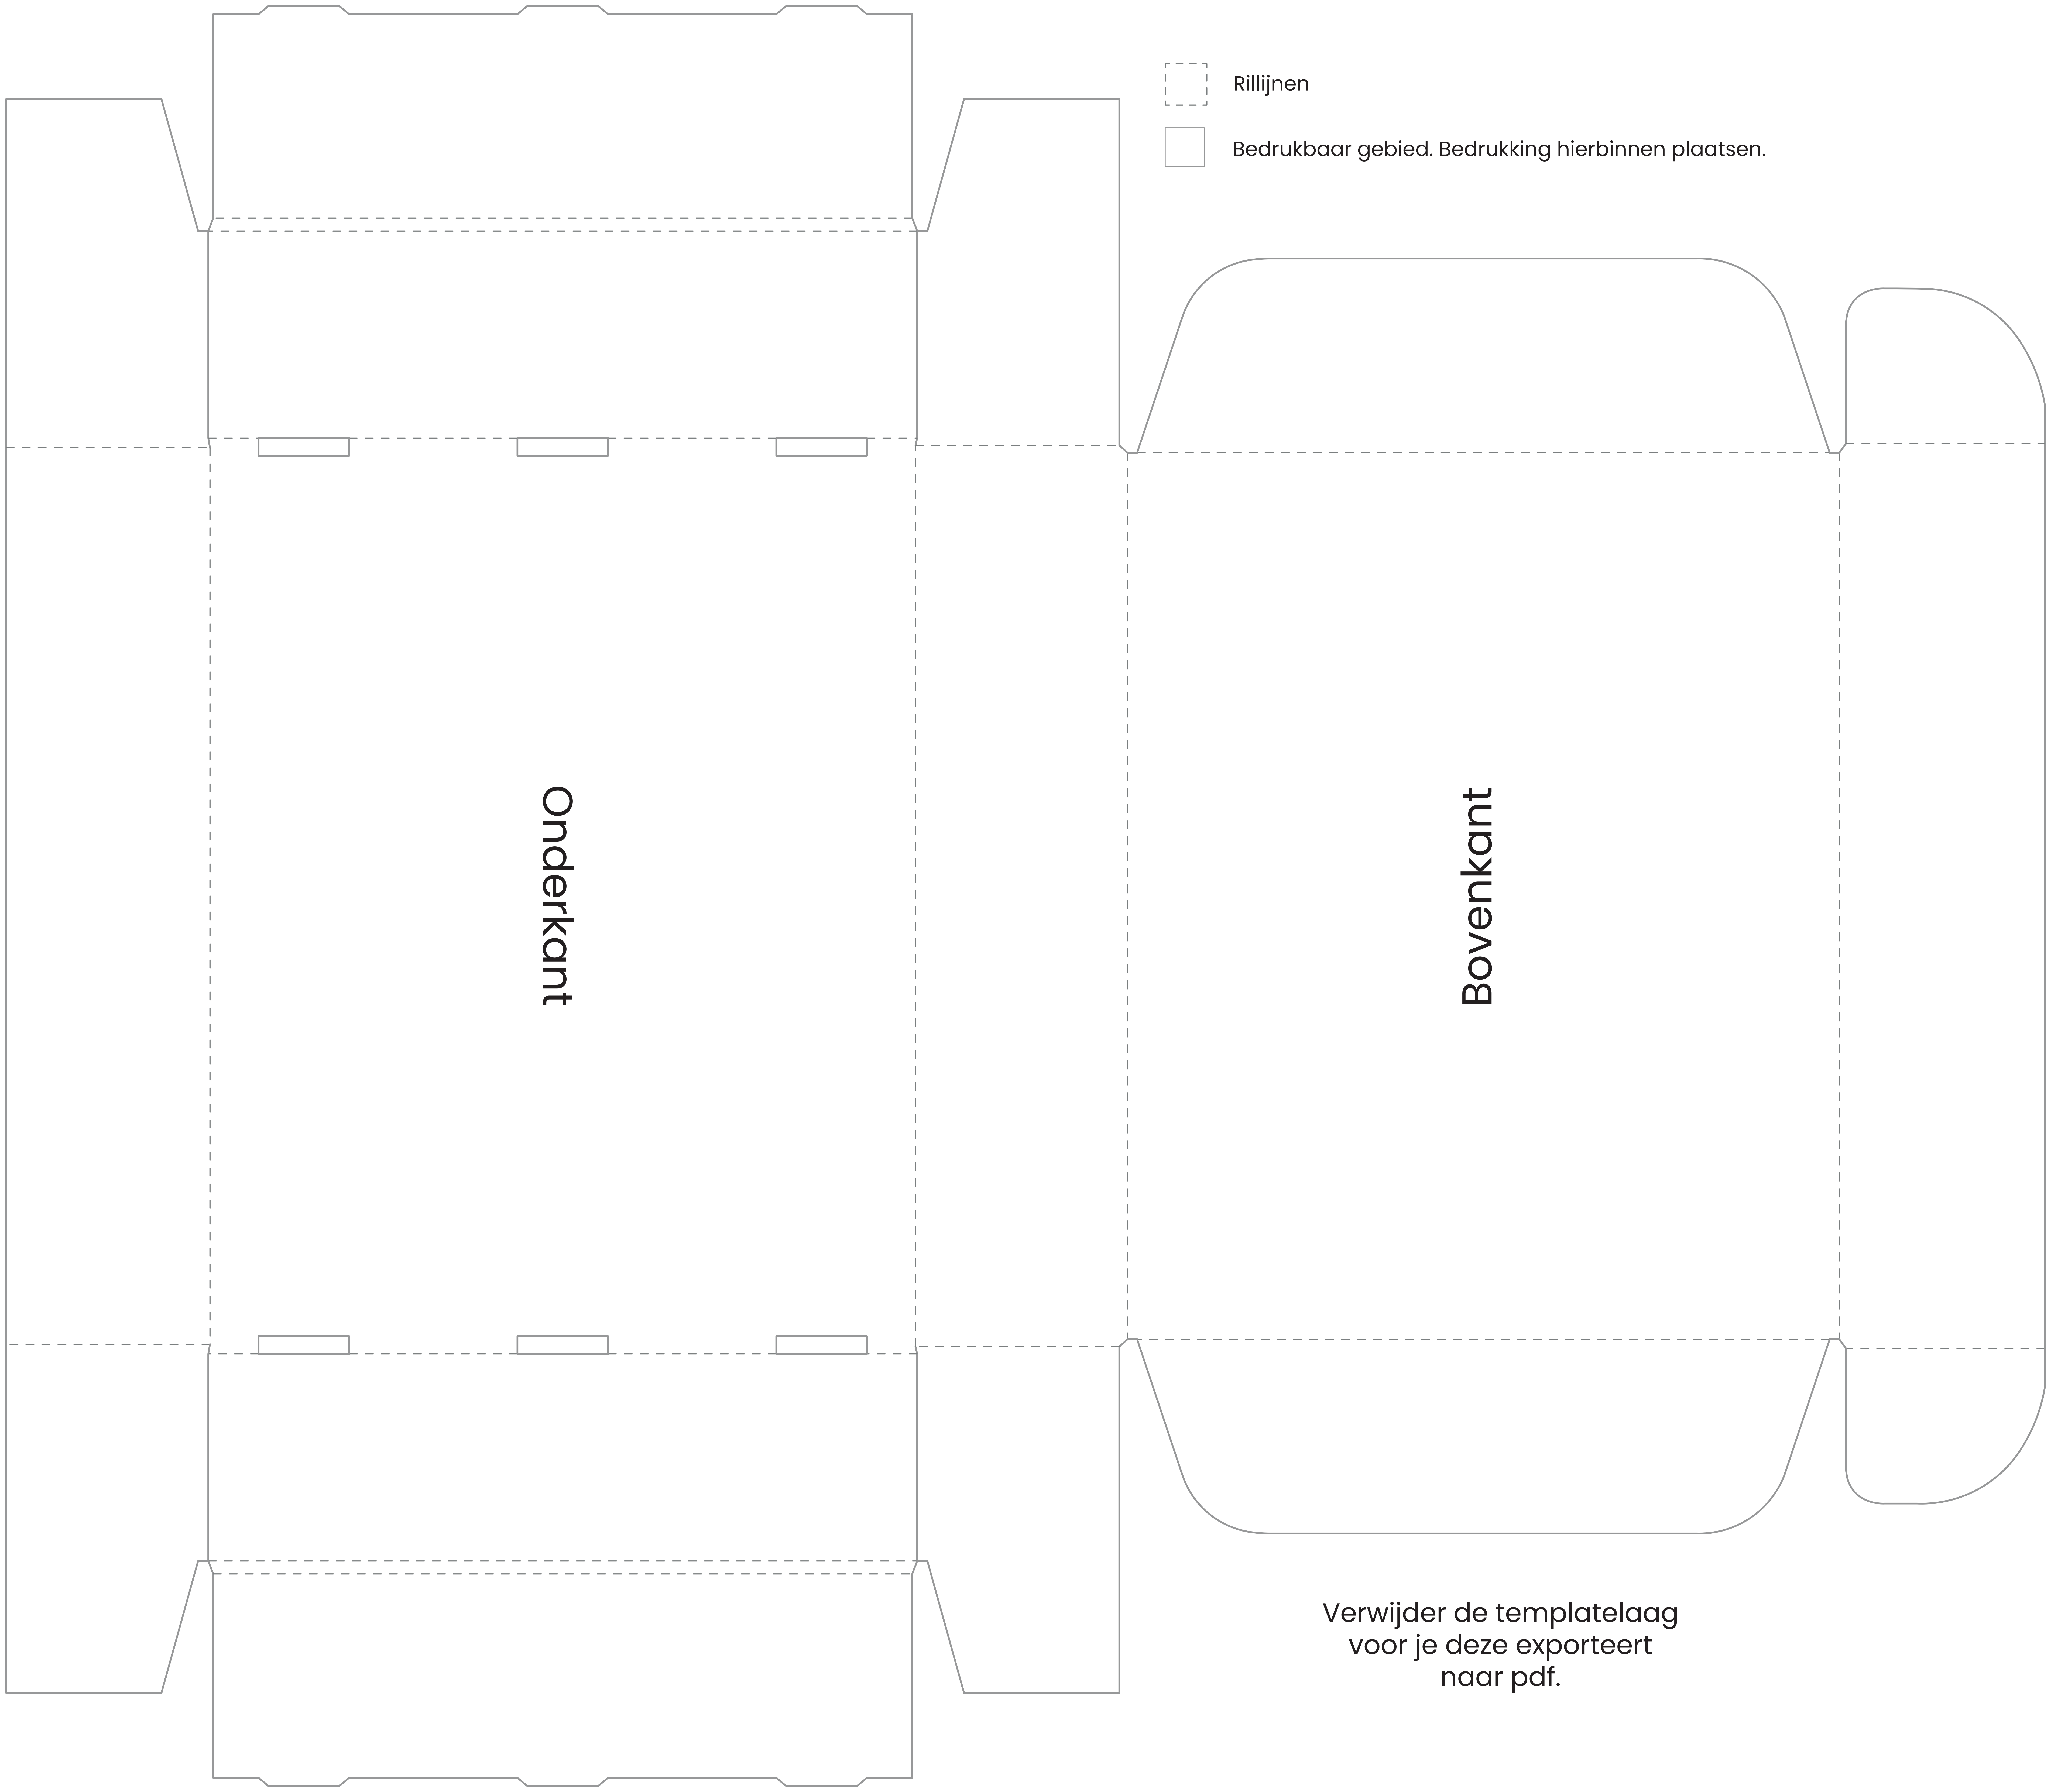 Rillijnen
Bedrukbaar gebied. Bedrukking hierbinnen plaatsen.
Onderkant
Bovenkant
Verwijder de templatelaag
voor je deze exporteert
naar pdf.